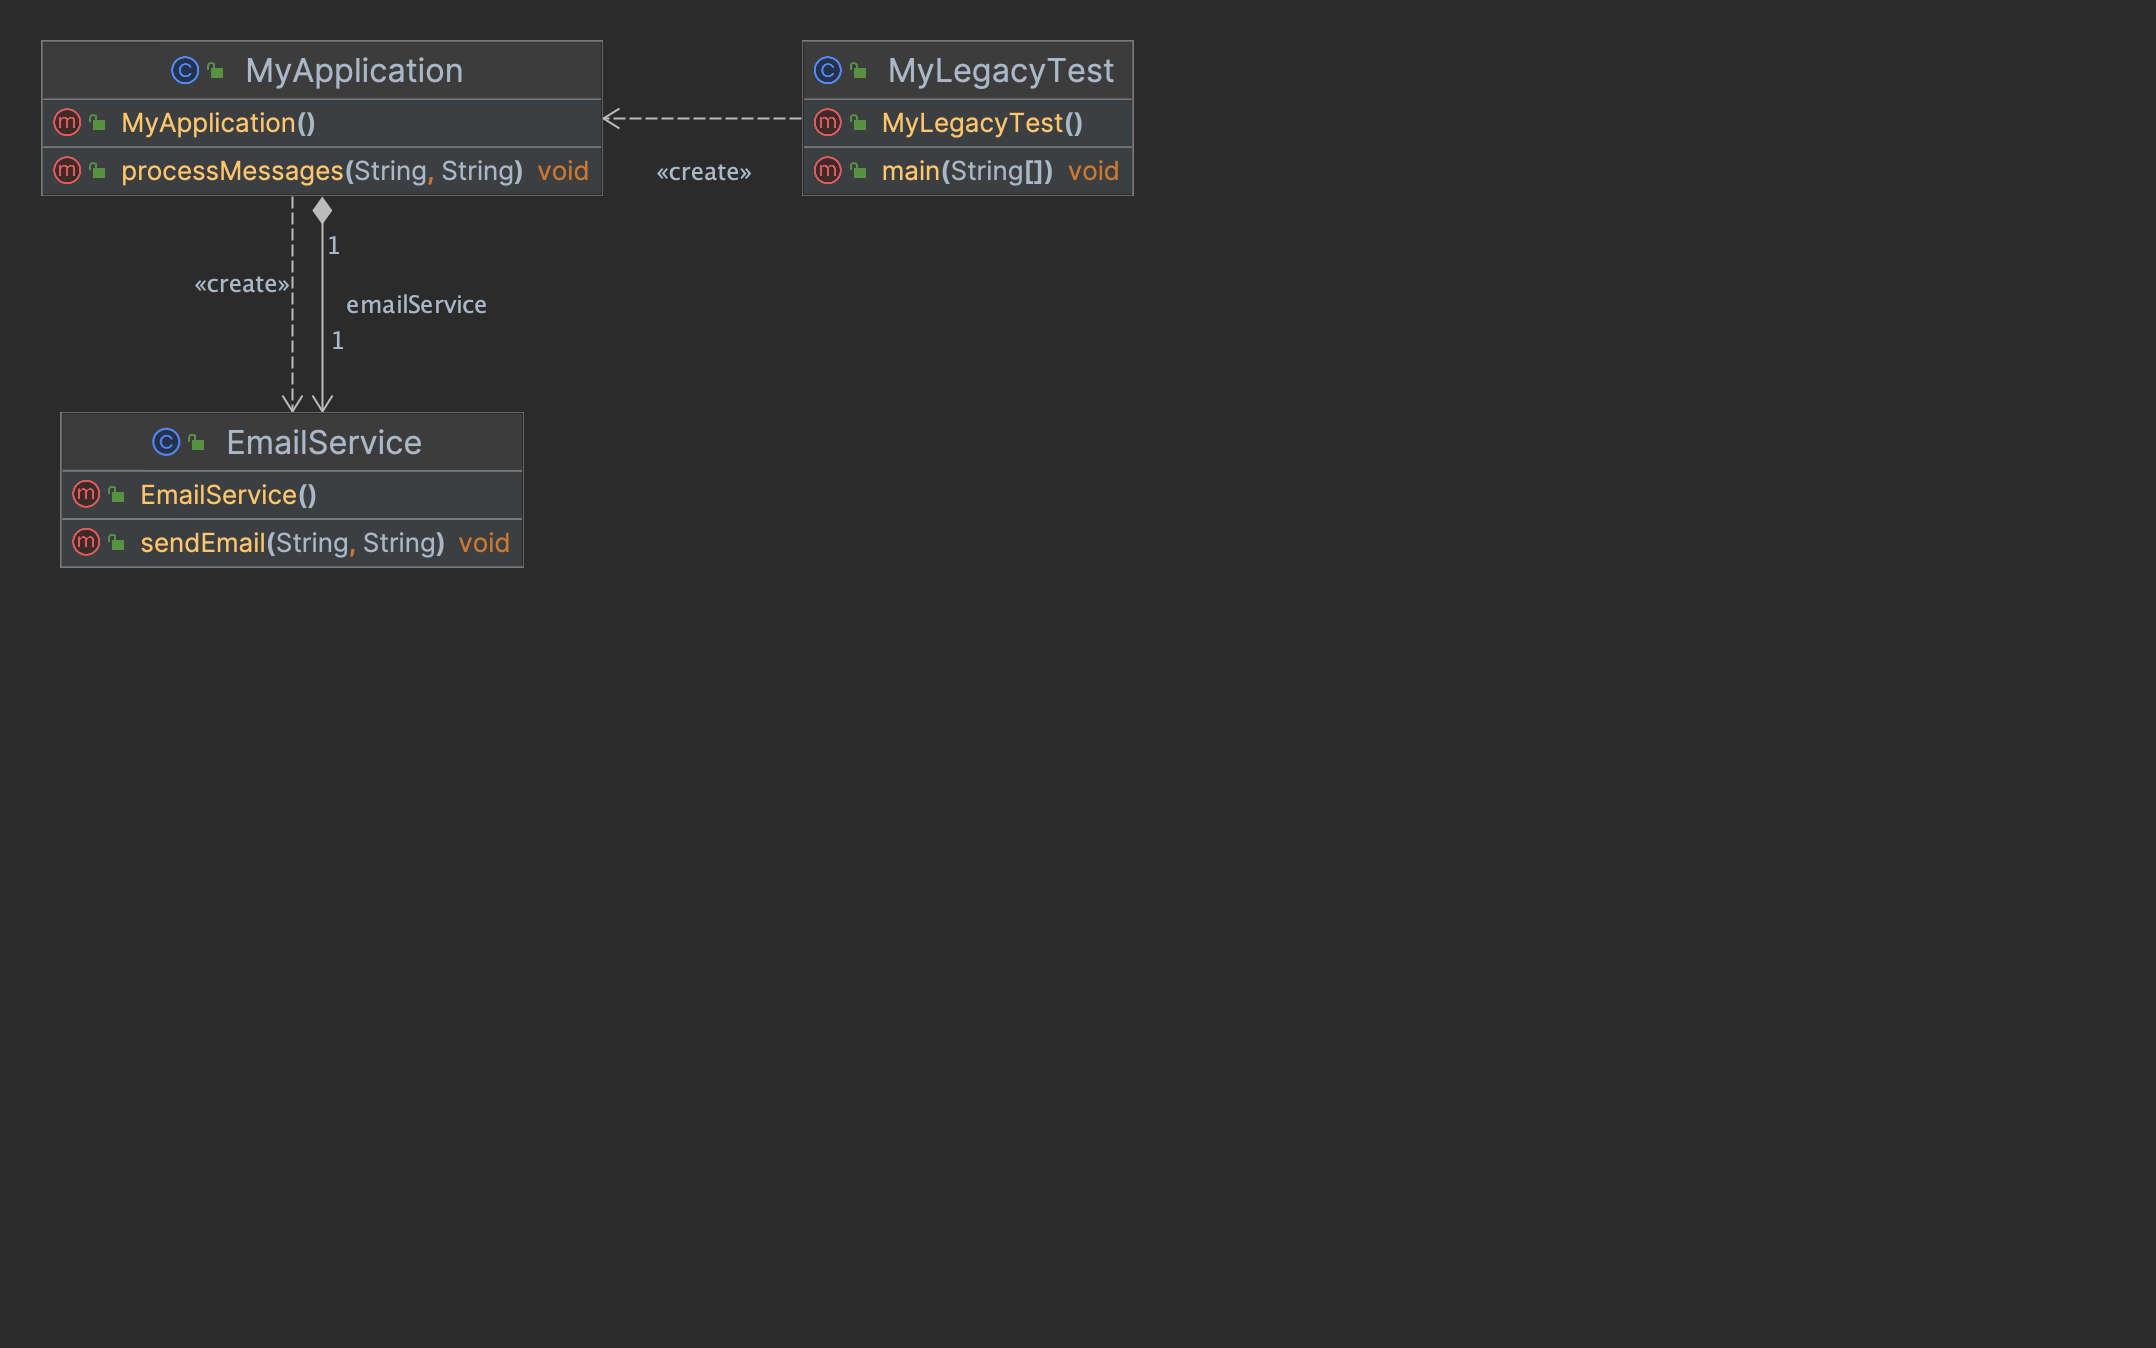 MyApplication
MyApplication()
processMessages(String, String) void
MyLegacyTest
MyLegacyTest()
main(String[]) void
«create»
1
«create»
emailService
1
EmailService
EmailService()
sendEmail(String, String) void